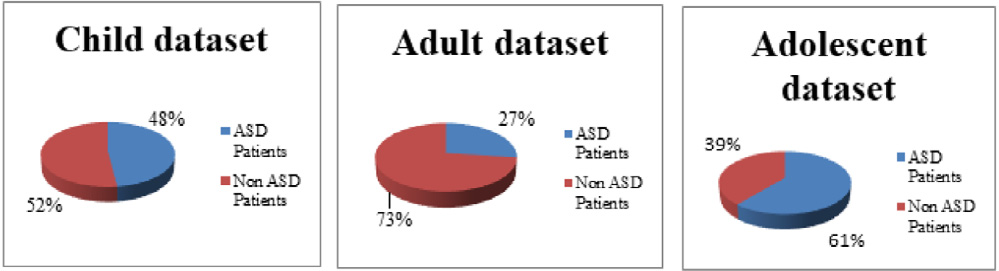 Child dataset
48%
ASD
Patients
Non ASD
Patients
52%
Adult dataset
27%
ASD
Patients
Non ASD
Patients
73%
Adolescent
dataset
39%
ASD
Patients
Non ASD
Patients
61%